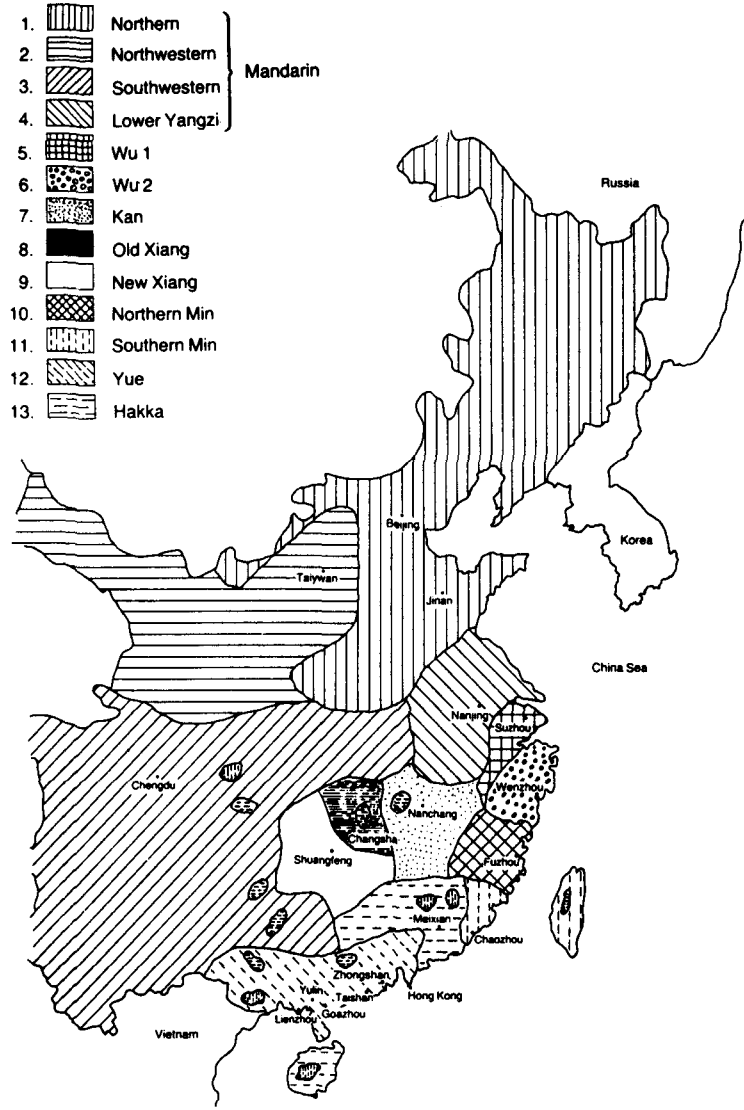 1. Northern
2. Northwestern
3. Southwestern
4. Lower Yangzi
Mandarin
5. Wu 1
6. Wu 2
7. Kan
8. Old Xiang
9. New Xiang
10. Northern Min
11. Southern Min
12. Yue
13. Hakka
Russia
Beijing
Korea
Taiywan
Jinan
China Sea
Nanjing
Suzhou
Chengdu
Wenzhou
Nanchang
Changsha
Shuangfeng
Fuzhou
Meixian
Chaozhou
Zhongshan
Yulin
Taishan
Hong Kong
Goazhou
Lienzhou
Vietnam